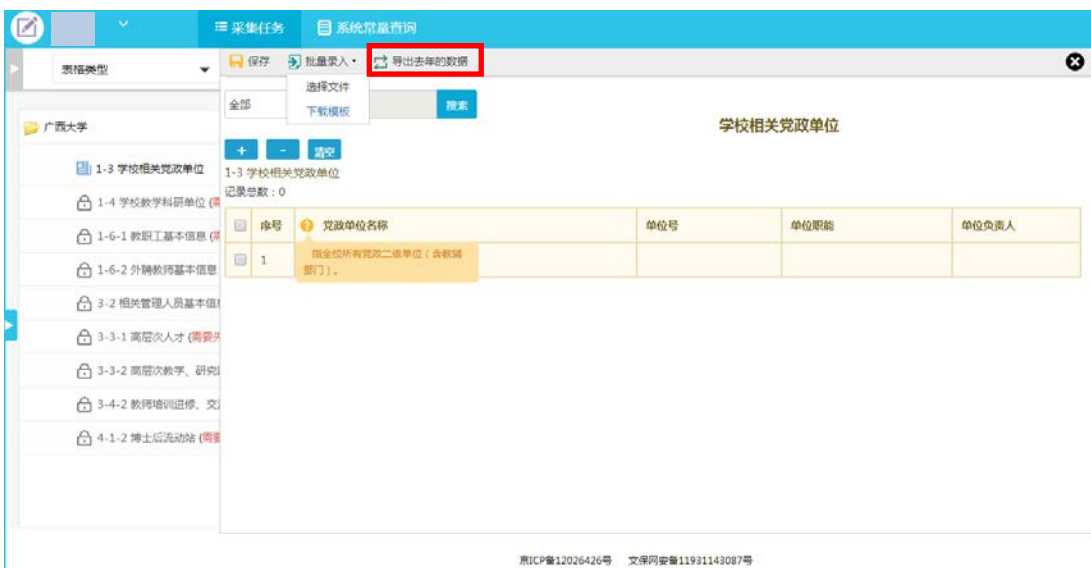 采集任务 系统常量查询
表格类型
保存 批量录入 导出去年的数据
选择文件
下载模板
全部 搜索
学校相关党政单位
广西大学
+ - 清空
1-3 学校相关党政单位
1-3 学校相关党政单位
记录总数：0
1-4 学校教学科研单位 (需
序号 党政单位名称 单位号 单位职能 单位负责人
1-6-1 教职工基本信息 (需
1 指全校所有党政二级单位（含教辅
部门）。
1-6-2 外聘教师基本信息
3-2 相关管理人员基本信息
3-3-1 高层次人才 (需要先
3-3-2 高层次教学、研究
3-4-2 教师培训进修、交
4-1-2 博士后流动站 (需要
京ICP备12026426号 文保网安备11931143087号